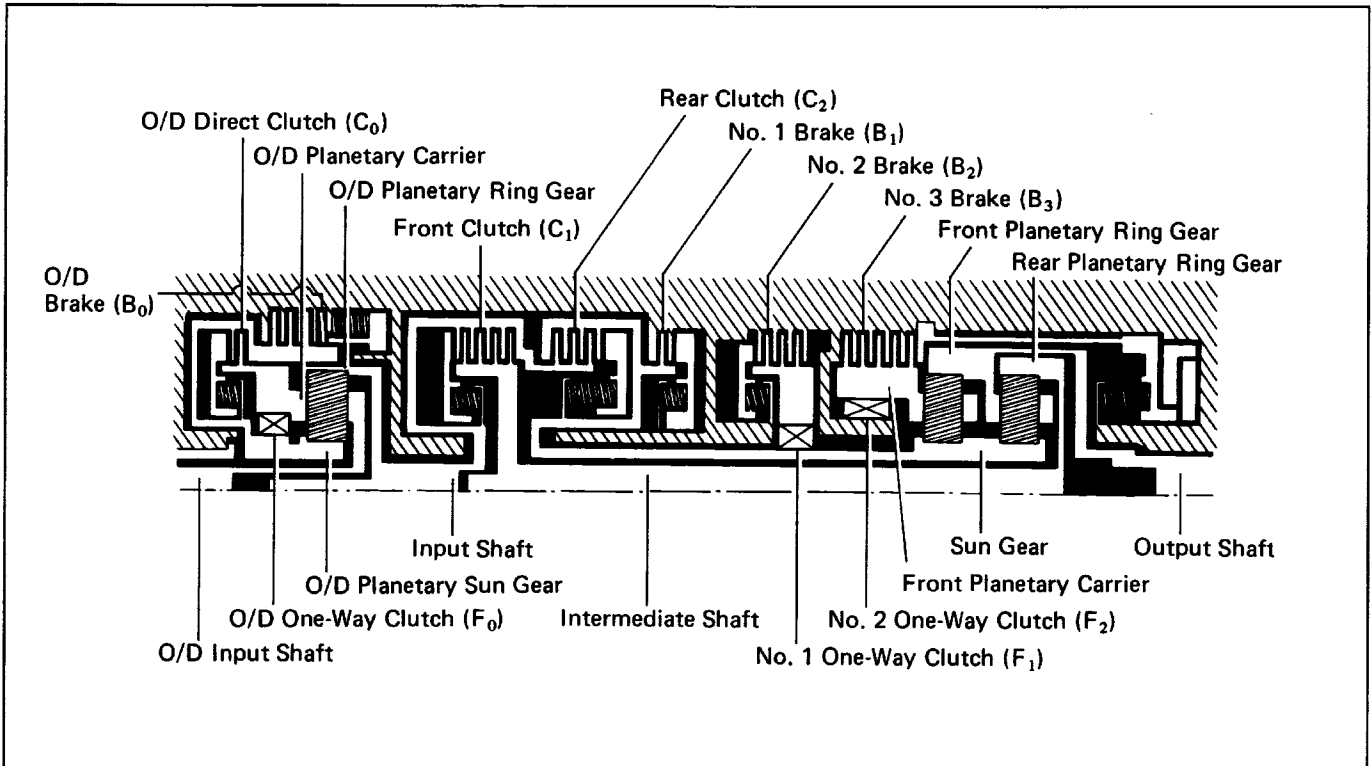 Rear Clutch (C₂)
O/D Direct Clutch (C₀)
No. 1 Brake (B₁)
O/D Planetary Carrier
No. 2 Brake (B₂)
O/D Planetary Ring Gear
No. 3 Brake (B₃)
Front Clutch (C₁)
Front Planetary Ring Gear
Rear Planetary Ring Gear
O/D
Brake (B₀)
Input Shaft
Sun Gear
Output Shaft
O/D Planetary Sun Gear
Front Planetary Carrier
O/D One-Way Clutch (F₀)
Intermediate Shaft
No. 2 One-Way Clutch (F₂)
O/D Input Shaft
No. 1 One-Way Clutch (F₁)